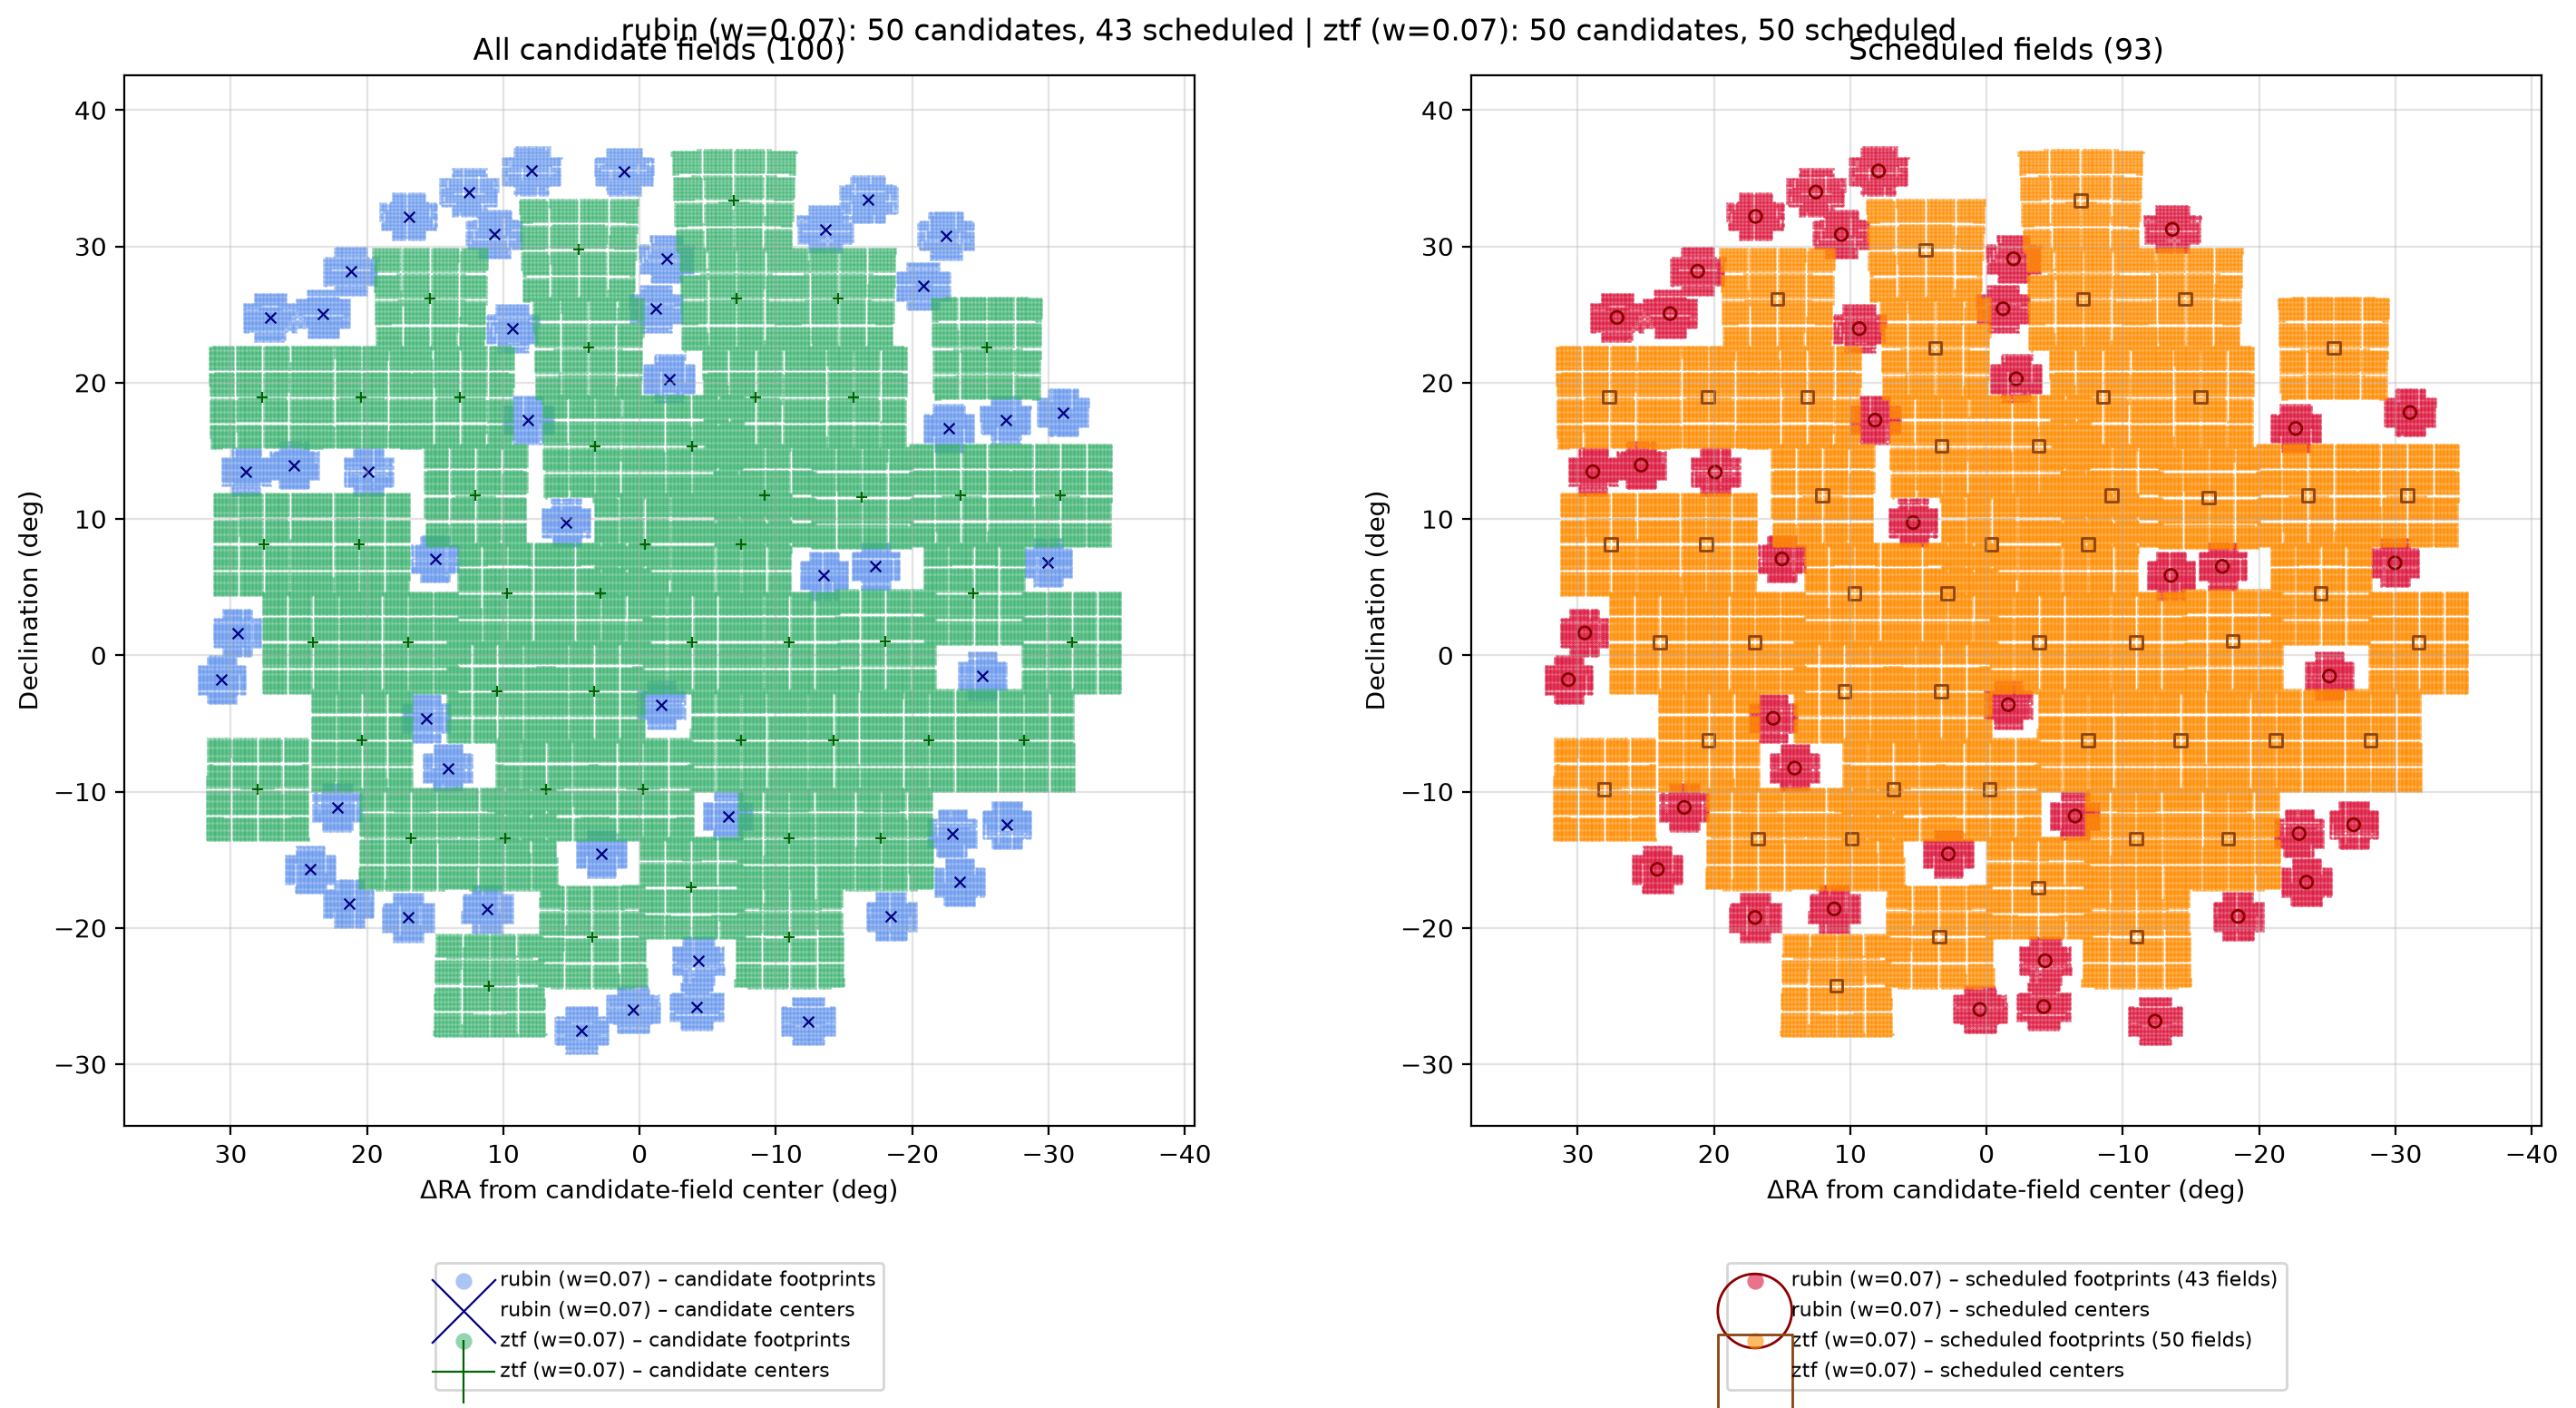 rubin (w=0.07): 50 candidates, 43 scheduled | ztf (w=0.07): 50 candidates, 50 scheduled
All candidate fields (100)
40
30
20
10
0
−10
−20
−30
Declination (deg)
30 20 10 0 −10 −20 −30 −40
ΔRA from candidate-field center (deg)
rubin (w=0.07) – candidate footprints
rubin (w=0.07) – candidate centers
ztf (w=0.07) – candidate footprints
ztf (w=0.07) – candidate centers
Scheduled fields (93)
40
30
20
10
0
−10
−20
−30
Declination (deg)
30 20 10 0 −10 −20 −30 −40
ΔRA from candidate-field center (deg)
rubin (w=0.07) – scheduled footprints (43 fields)
rubin (w=0.07) – scheduled centers
ztf (w=0.07) – scheduled footprints (50 fields)
ztf (w=0.07) – scheduled centers